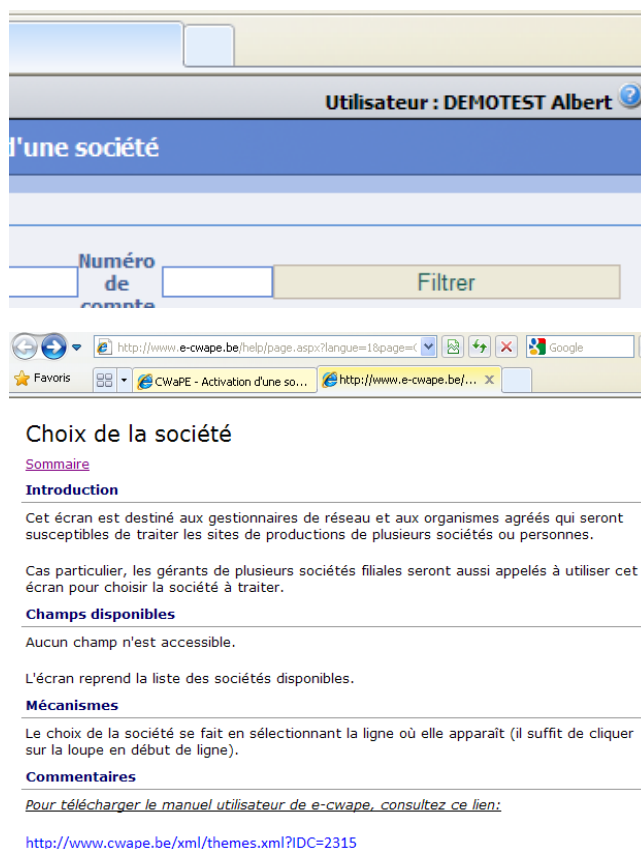 Utilisateur : DEMOTEST Albert
d'une société
Numéro
de
compte
Filtrer
http://www.e-cwape.be/help/page.aspx?langue=1&page=(
Google
Favoris
CWaPE - Activation d'une so...
http://www.e-cwape.be/...
Choix de la société
Sommaire
Introduction
Cet écran est destiné aux gestionnaires de réseau et aux organismes agréés qui seront
susceptibles de traiter les sites de productions de plusieurs sociétés ou personnes.
Cas particulier, les gérants de plusieurs sociétés filiales seront aussi appelés à utiliser cet
écran pour choisir la société à traiter.
Champs disponibles
Aucun champ n'est accessible.
L'écran reprend la liste des sociétés disponibles.
Mécanismes
Le choix de la société se fait en sélectionnant la ligne où elle apparaît (il suffit de cliquer
sur la loupe en début de ligne).
Commentaires
Pour télécharger le manuel utilisateur de e-cwape, consultez ce lien:
http://www.cwape.be/xml/themes.xml?IDC=2315